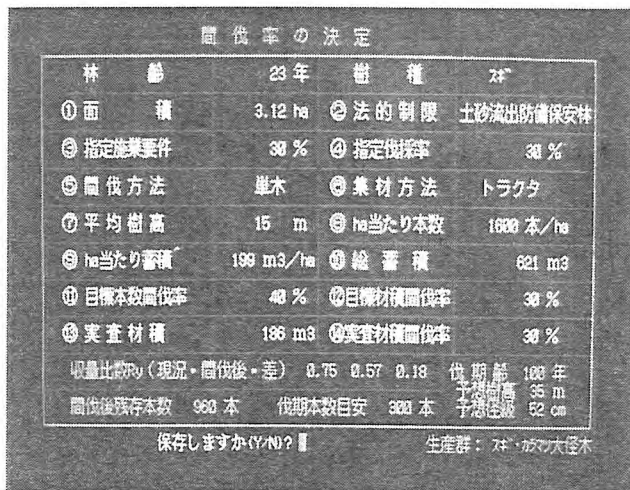 間伐率の決定
林齢 23年 樹種 スギ
①面積 3.12 ha ②法的制限 土砂流出防備保安林
③指定施業要件 30 % ④指定伐採率 30 %
⑤間伐方法 単木 ⑥集材方法 トラクタ
⑦平均樹高 15 m ⑧ha当たり本数 1600 本/ha
⑨ha当たり蓄積 199 m3/ha ⑩総蓄積 621 m3
⑪目標本数間伐率 40 % ⑫目標材積間伐率 30 %
⑬実査材積 186 m3 ⑭実査材積間伐率 30 %
収量比数Ry(現況・間伐後・差) 0.75 0.57 0.18 伐期齢 100 年
予想樹高 35 m
間伐後残存本数 960 本 伐期本数目安 300 本 予想径級 52 cm
保存しますか(Y/N)?
生産群: スギ・カラマツ大径木